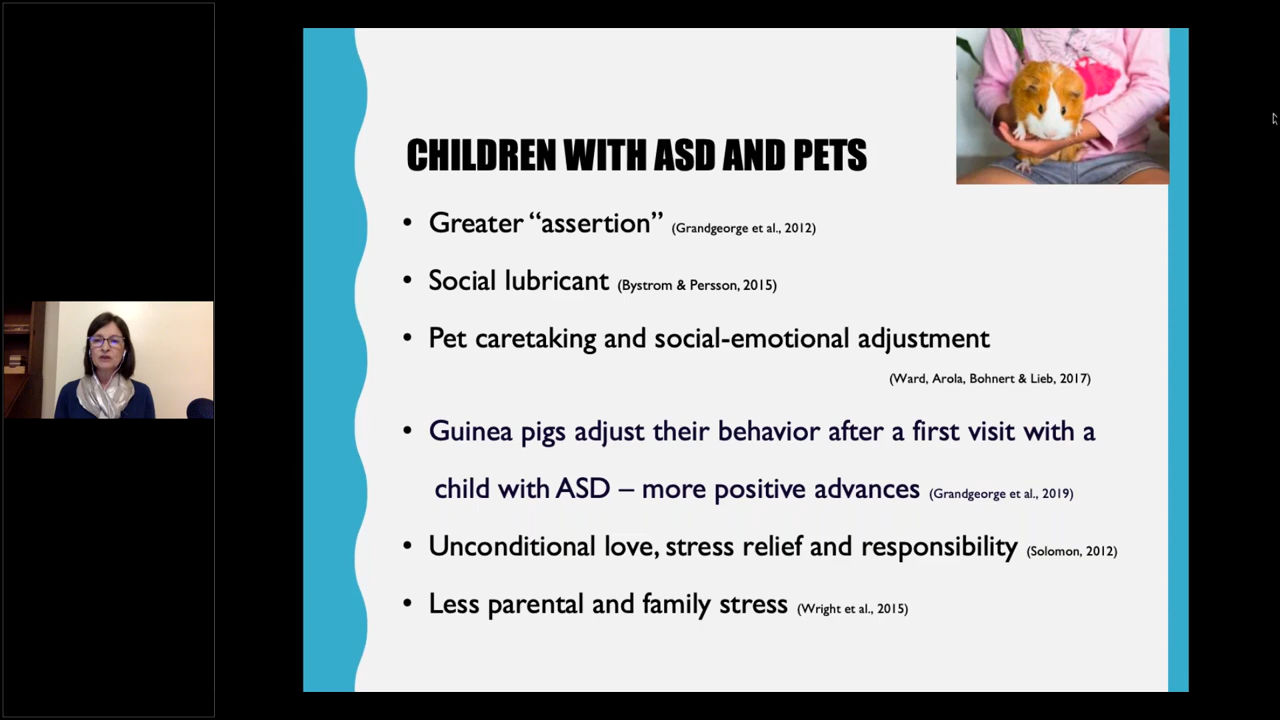 CHILDREN WITH ASD AND PETS
• Greater “assertion” (Grandgeorge et al., 2012)
• Social lubricant (Bystrom & Persson, 2015)
• Pet caretaking and social-emotional adjustment
(Ward, Arola, Bohnert & Lieb, 2017)
• Guinea pigs adjust their behavior after a first visit with a
child with ASD – more positive advances (Grandgeorge et al., 2019)
• Unconditional love, stress relief and responsibility (Solomon, 2012)
• Less parental and family stress (Wright et al., 2015)